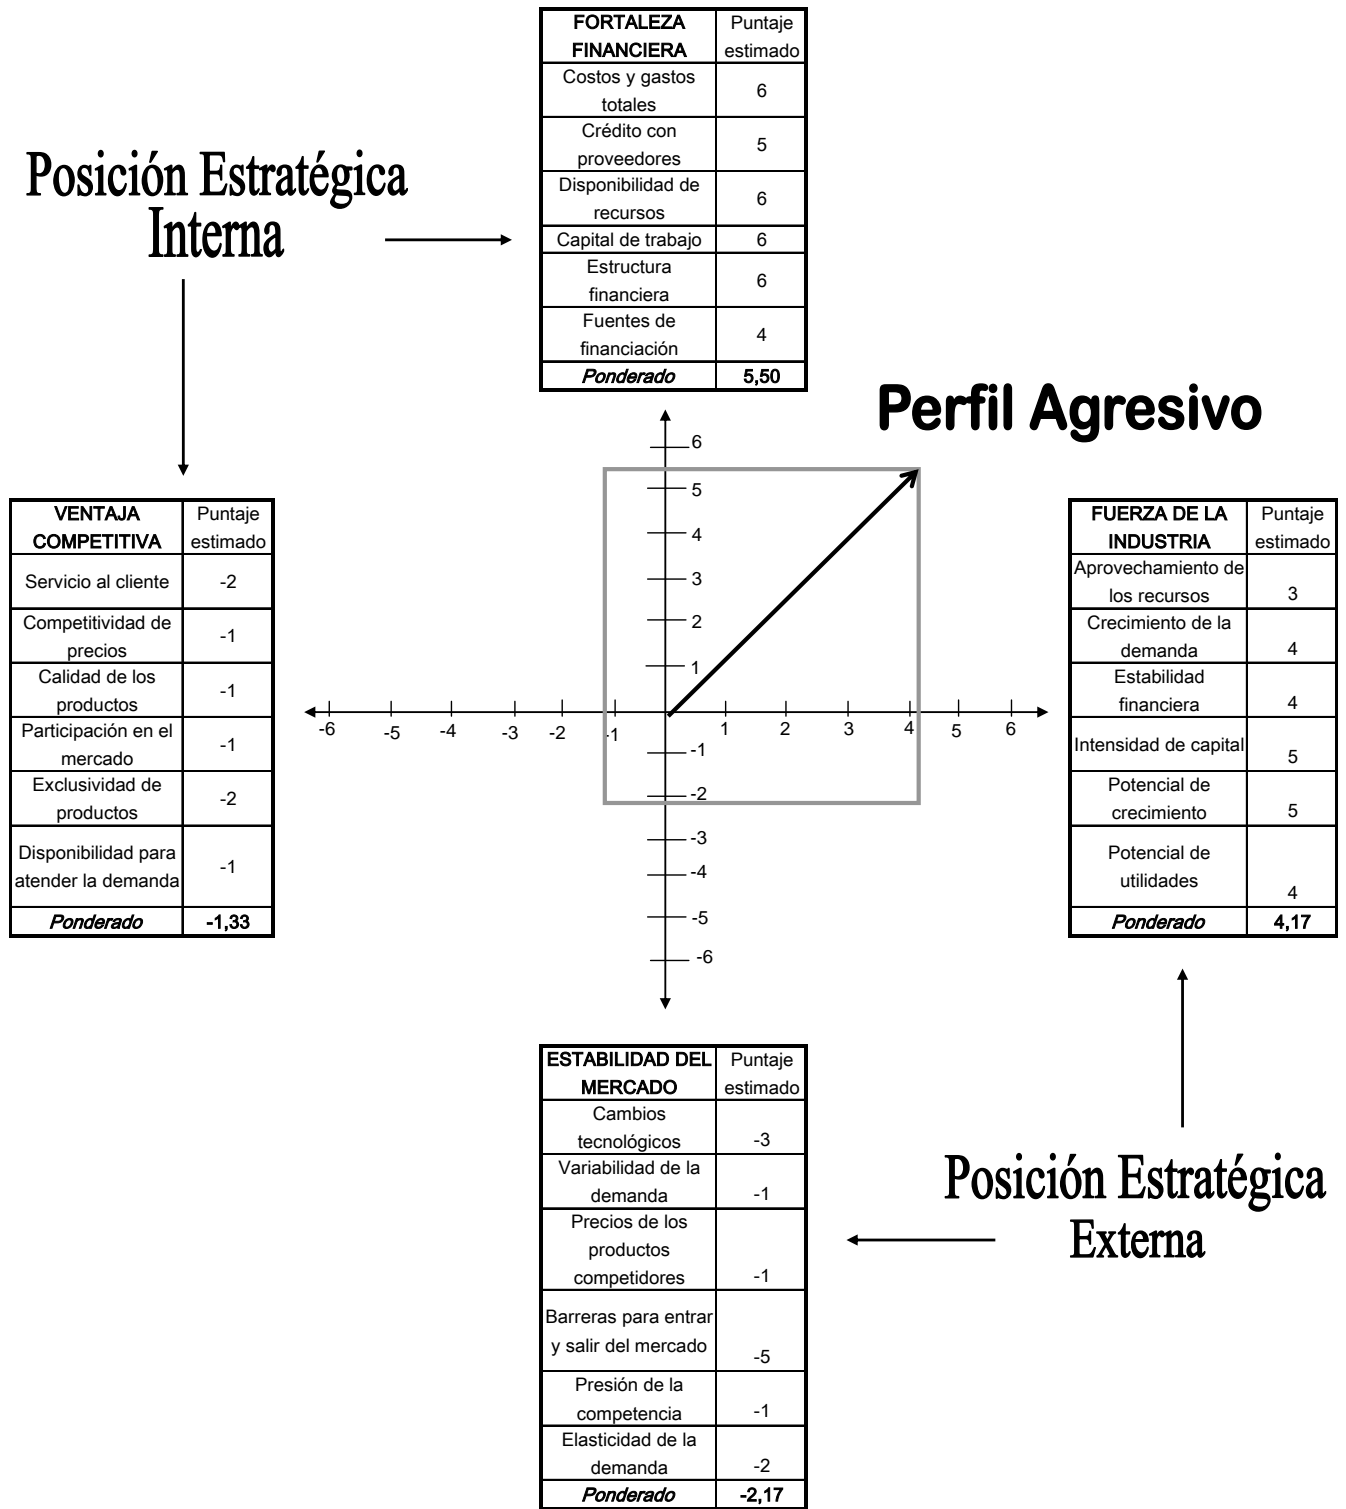 FORTALEZA FINANCIERA Puntaje estimado
Costos y gastos totales 6
Crédito con proveedores 5
Disponibilidad de recursos 6
Capital de trabajo 6
Estructura financiera 6
Fuentes de financiación 4
Ponderado 5,50
Posición Estratégica
Interna
Perfil Agresivo
VENTAJA COMPETITIVA Puntaje estimado
Servicio al cliente -2
Competitividad de precios -1
Calidad de los productos -1
Participación en el mercado -1
Exclusividad de productos -2
Disponibilidad para atender la demanda -1
Ponderado -1,33
6
5
4
3
2
1
-6 -5 -4 -3 -2 -1 1 2 3 4 5 6
-1
-2
-3
-4
-5
-6
FUERZA DE LA INDUSTRIA Puntaje estimado
Aprovechamiento de los recursos 3
Crecimiento de la demanda 4
Estabilidad financiera 4
Intensidad de capital 5
Potencial de crecimiento 5
Potencial de utilidades 4
Ponderado 4,17
ESTABILIDAD DEL MERCADO Puntaje estimado
Cambios tecnológicos -3
Variabilidad de la demanda -1
Precios de los productos competidores -1
Barreras para entrar y salir del mercado -5
Presión de la competencia -1
Elasticidad de la demanda -2
Ponderado -2,17
Posición Estratégica
Externa